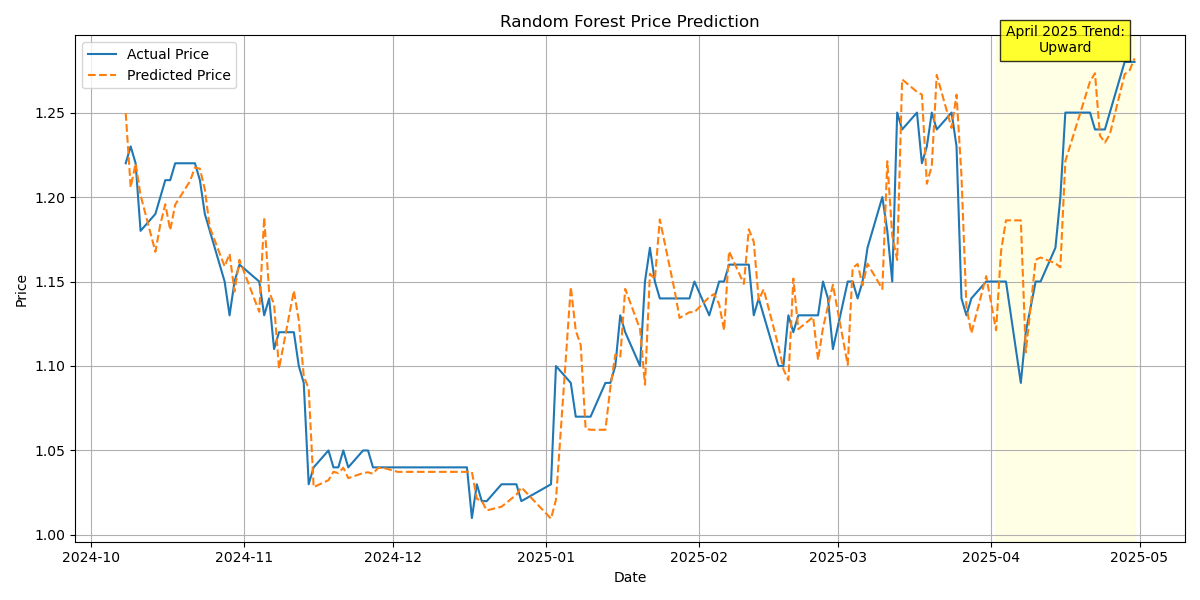 Random Forest Price Prediction
April 2025 Trend:
Upward
Actual Price
Predicted Price
Price
1.25
1.20
1.15
1.10
1.05
1.00
2024-10
2024-11
2024-12
2025-01
2025-02
2025-03
2025-04
2025-05
Date